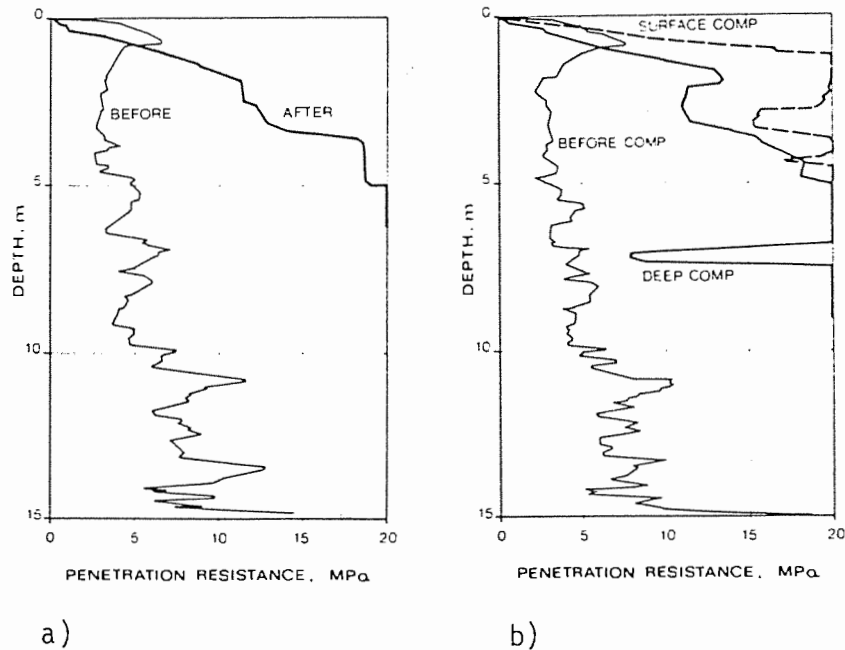 0
5
10
15
DEPTH, m
BEFORE
AFTER
0
5
10
15
20
PENETRATION RESISTANCE, MPa
a)
0
5
10
15
DEPTH, m
SURFACE COMP
BEFORE COMP
DEEP COMP
0
5
10
15
20
PENETRATION RESISTANCE, MPa
b)